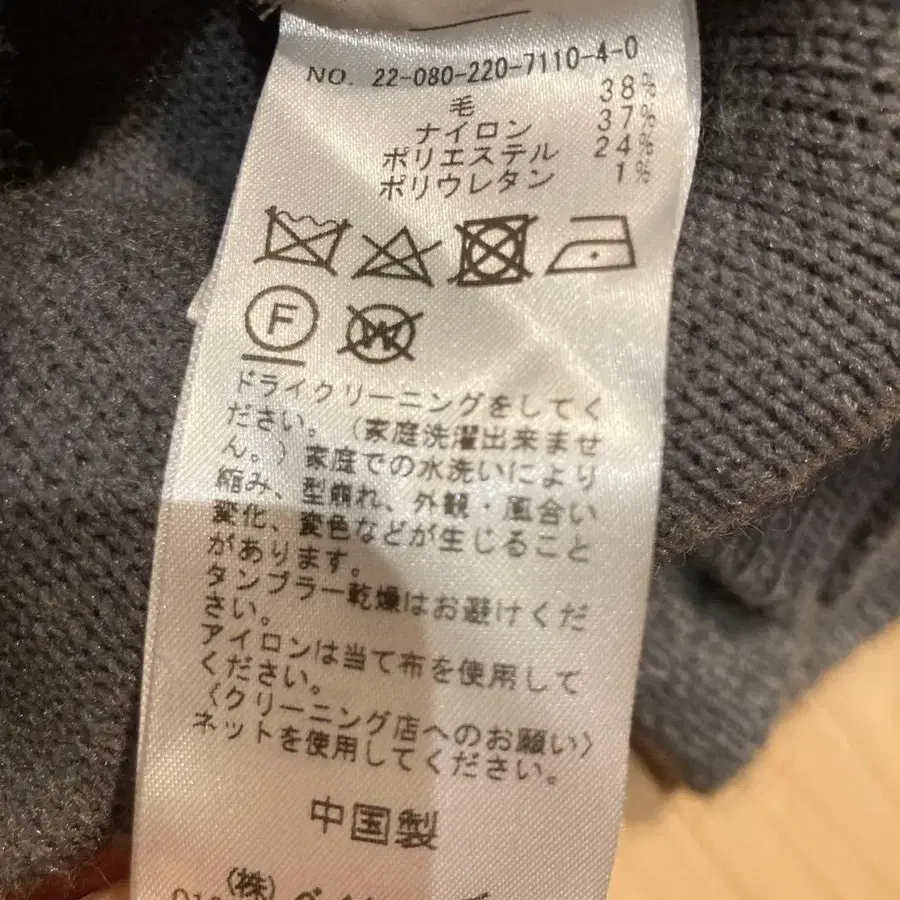 NO. 22-080-220-7110-4-0
毛 38%
ナイロン 37%
ポリエステル 24%
ポリウレタン 1%
F
W
ドライクリーニングをしてく
ださい。(家庭洗濯出来ませ
ん。)家庭での水洗いにより
縮み、型崩れ、外観・風合い
変化、変色などが生じること
があります。
タンブラー乾燥はお避けくだ
さい。
アイロンは当て布を使用して
ください。
〈クリーニング店へのお願い〉
ネットを使用してください。
中国製
(株)